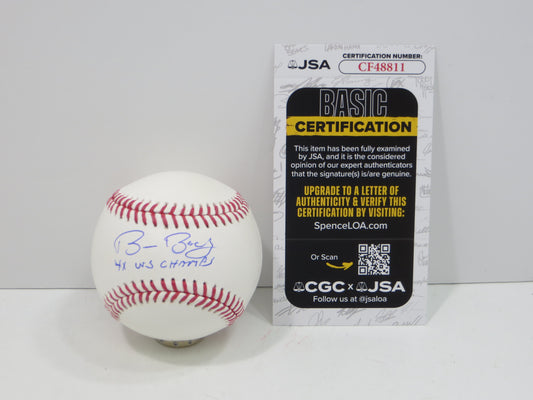 JSA
CERTIFICATION NUMBER:
CF48811
BASIC
CERTIFICATION
This item has been fully examined
by JSA, and it is the considered
opinion of our expert authenticators
that the signature(s) is/are genuine.
UPGRADE TO A LETTER OF
AUTHENTICITY & VERIFY THIS
CERTIFICATION BY VISITING:
SpenceLOA.com
Or Scan
CGC x JSA
Follow us at @jsaloa
4X WS CHAMPS